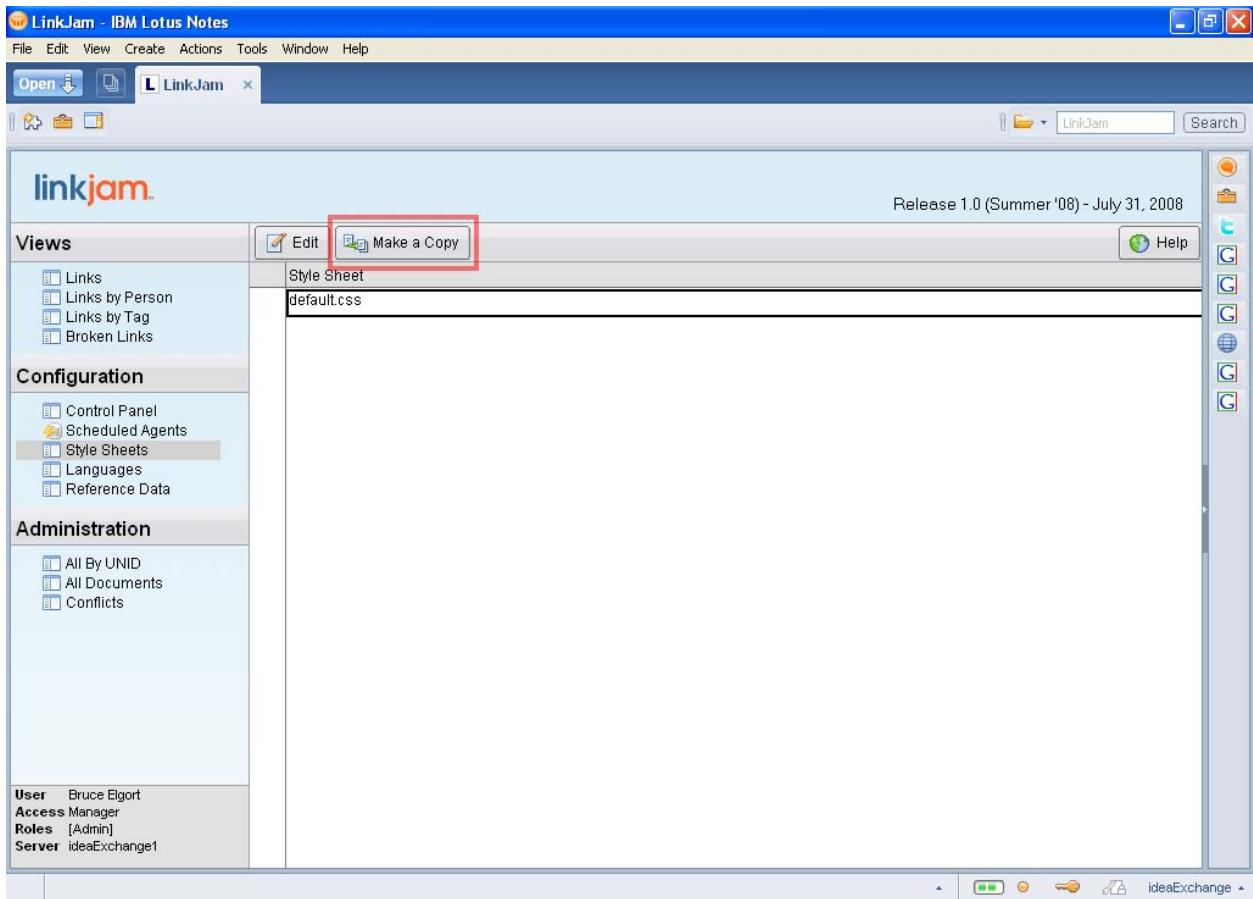 LinkJam - IBM Lotus Notes
File Edit View Create Actions Tools Window Help
Open
L LinkJam ×
LinkJam
Search
linkjam
Release 1.0 (Summer '08) - July 31, 2008
Views
Edit
Make a Copy
Help
Links
Links by Person
Links by Tag
Broken Links
Style Sheet
default.css
Configuration
Control Panel
Scheduled Agents
Style Sheets
Languages
Reference Data
Administration
All By UNID
All Documents
Conflicts
User Bruce Elgort
Access Manager
Roles [Admin]
Server ideaExchange1
ideaExchange